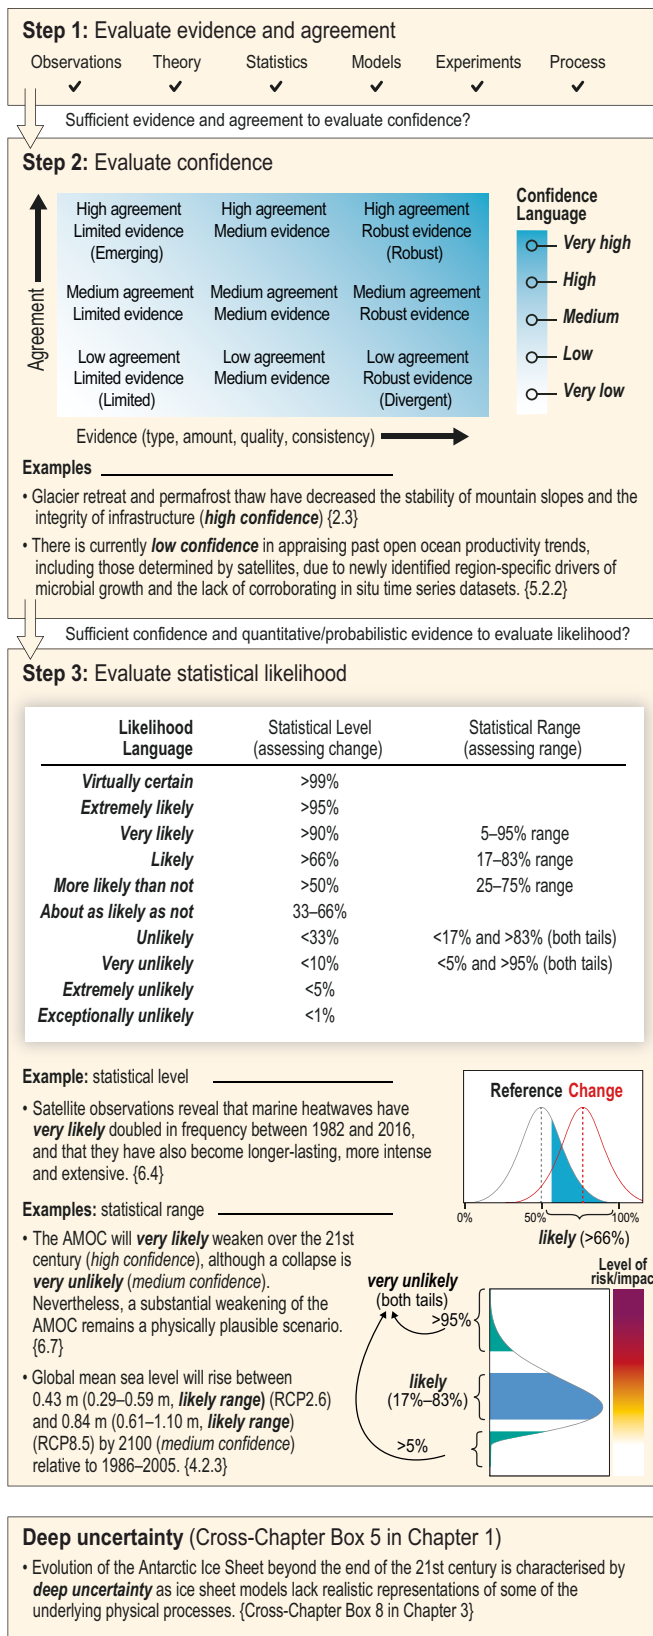 Step 1: Evaluate evidence and agreement
Observations Theory Statistics Models Experiments Process
Sufficient evidence and agreement to evaluate confidence?
Step 2: Evaluate confidence
Agreement
High agreement
Limited evidence
(Emerging)
High agreement
Medium evidence
High agreement
Robust evidence
(Robust)
Medium agreement
Limited evidence
Medium agreement
Medium evidence
Medium agreement
Robust evidence
Low agreement
Limited evidence
(Limited)
Low agreement
Medium evidence
Low agreement
Robust evidence
(Divergent)
Evidence (type, amount, quality, consistency)
Confidence
Language
Very high
High
Medium
Low
Very low
Examples
• Glacier retreat and permafrost thaw have decreased the stability of mountain slopes and the
integrity of infrastructure (high confidence) {2.3}
• There is currently low confidence in appraising past open ocean productivity trends,
including those determined by satellites, due to newly identified region-specific drivers of
microbial growth and the lack of corroborating in situ time series datasets. {5.2.2}
Sufficient confidence and quantitative/probabilistic evidence to evaluate likelihood?
Step 3: Evaluate statistical likelihood
Likelihood
Language
Statistical Level
(assessing change)
Statistical Range
(assessing range)
Virtually certain >99%
Extremely likely >95%
Very likely >90% 5–95% range
Likely >66% 17–83% range
More likely than not >50% 25–75% range
About as likely as not 33–66%
Unlikely <33% <17% and >83% (both tails)
Very unlikely <10% <5% and >95% (both tails)
Extremely unlikely <5%
Exceptionally unlikely <1%
Example: statistical level
• Satellite observations reveal that marine heatwaves have
very likely doubled in frequency between 1982 and 2016,
and that they have also become longer-lasting, more intense
and extensive. {6.4}
Reference Change
0% 50% 100%
likely (>66%)
Examples: statistical range
• The AMOC will very likely weaken over the 21st
century (high confidence), although a collapse is
very unlikely (medium confidence).
Nevertheless, a substantial weakening of the
AMOC remains a physically plausible scenario.
{6.7}
• Global mean sea level will rise between
0.43 m (0.29–0.59 m, likely range) (RCP2.6)
and 0.84 m (0.61–1.10 m, likely range)
(RCP8.5) by 2100 (medium confidence)
relative to 1986–2005. {4.2.3}
Level of
risk/impac
very unlikely
(both tails)
>95%
likely
(17%–83%)
>5%
Deep uncertainty (Cross-Chapter Box 5 in Chapter 1)
• Evolution of the Antarctic Ice Sheet beyond the end of the 21st century is characterised by
deep uncertainty as ice sheet models lack realistic representations of some of the
underlying physical processes. {Cross-Chapter Box 8 in Chapter 3}